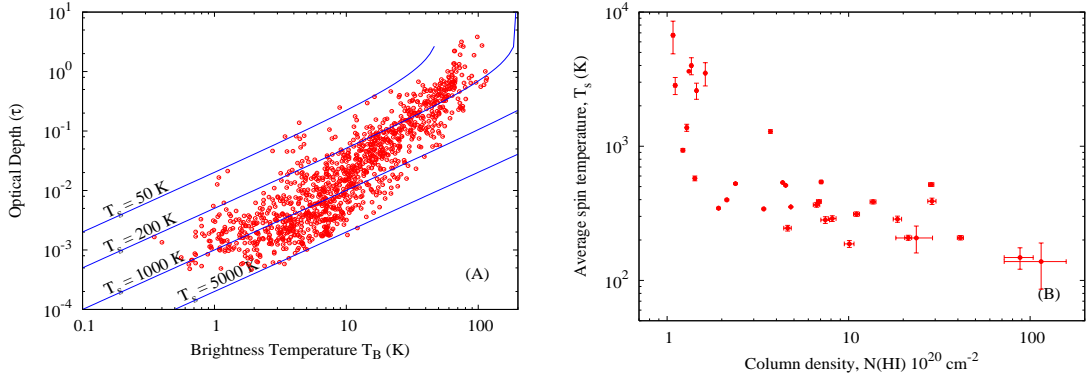 Optical Depth (τ)
10^1
10^0
10^-1
10^-2
10^-3
10^-4
T_s = 50 K
T_s = 200 K
T_s = 1000 K
T_s = 5000 K
(A)
0.1
1
10
100
Brightness Temperature T_B (K)
Average spin temperature, T_s (K)
10^4
10^3
10^2
(B)
1
10
100
Column density, N(HI) 10^20 cm^-2